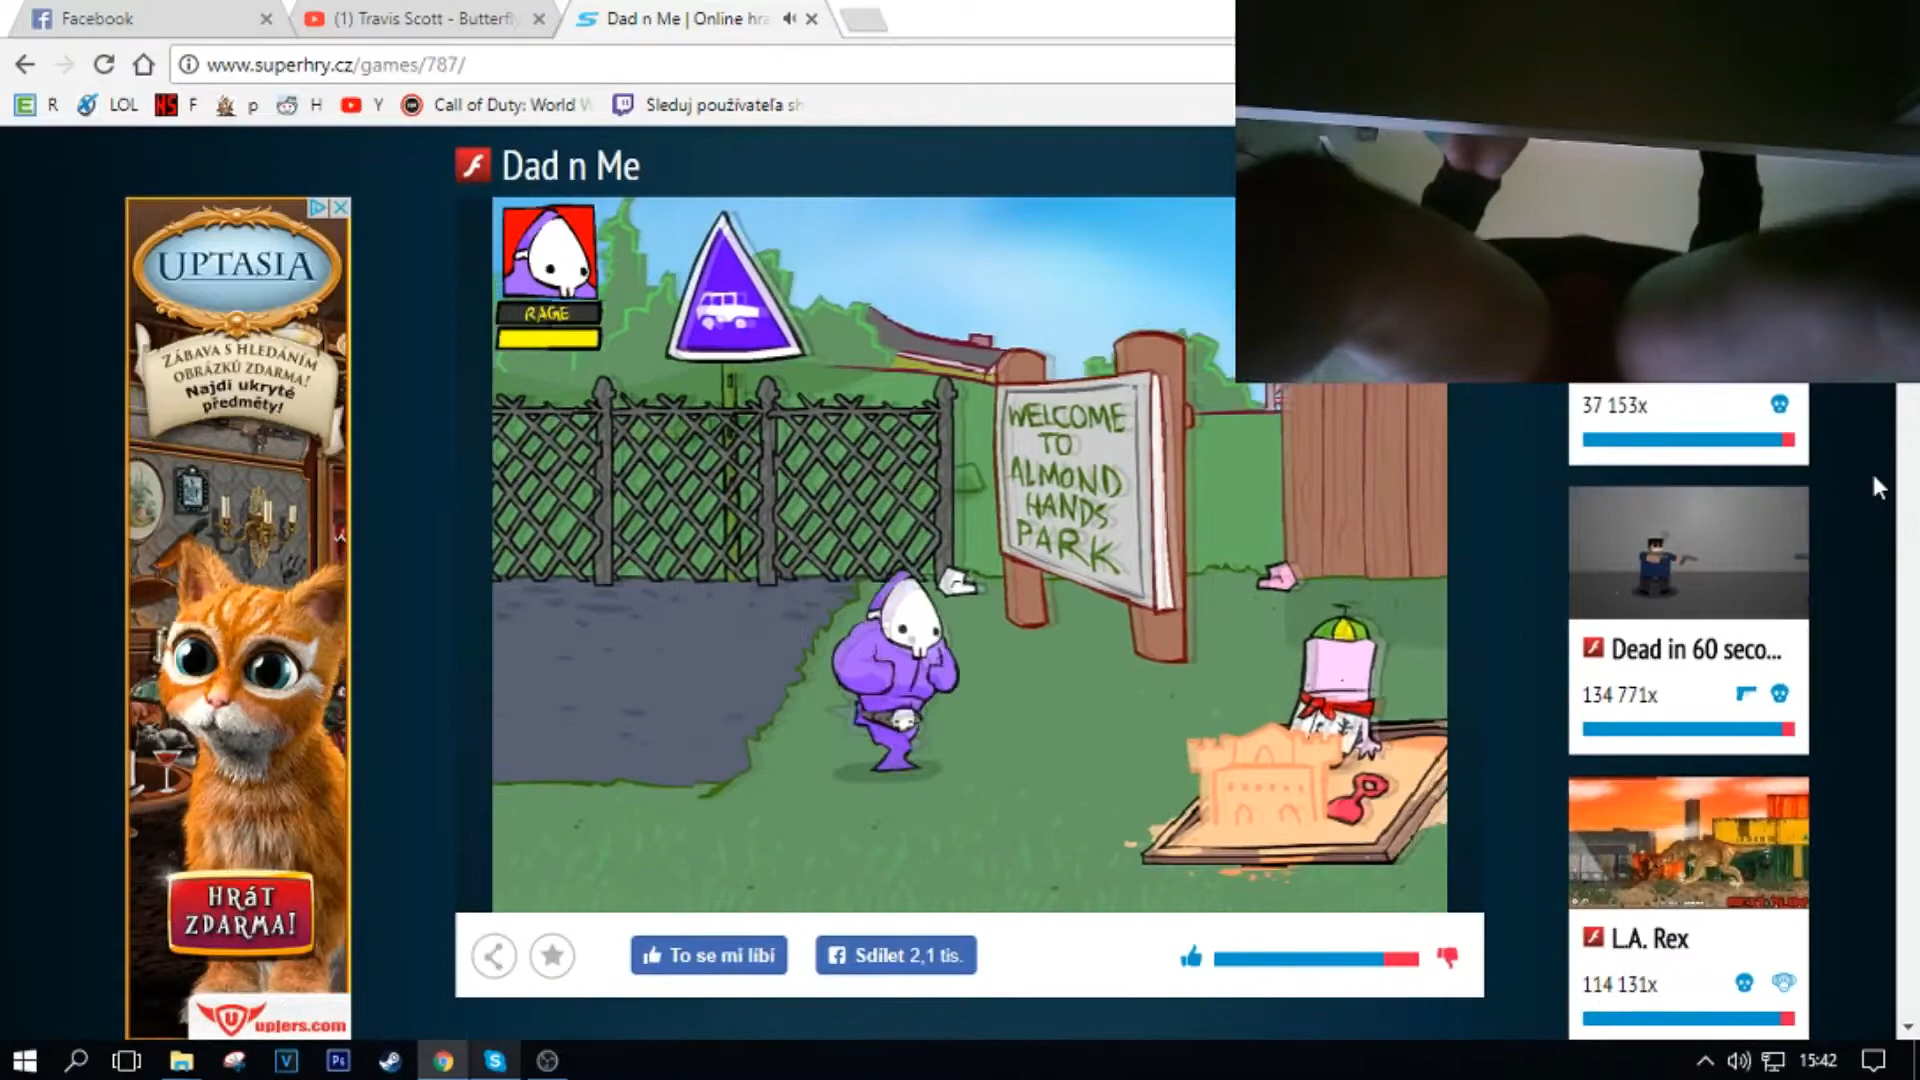 Facebook
(1) Travis Scott - Butterfly
Dad n Me | Online hra
www.superhry.cz/games/787/
R
LOL
F
p
H
Y
Call of Duty: World W
Sleduj používateľa sh
Dad n Me
UPTASIA
ZÁBAVA S HLEDÁNÍM
OBRÁZKŮ ZDARMA!
Najdi ukryté
předměty!
HRÁT
ZDARMA!
upjers.com
RAGE
WELCOME
TO
ALMOND
HANDS
PARK
To se mi líbí
Sdílet 2,1 tis.
37 153x
Dead in 60 seco...
134 771x
L.A. Rex
114 131x
15:42